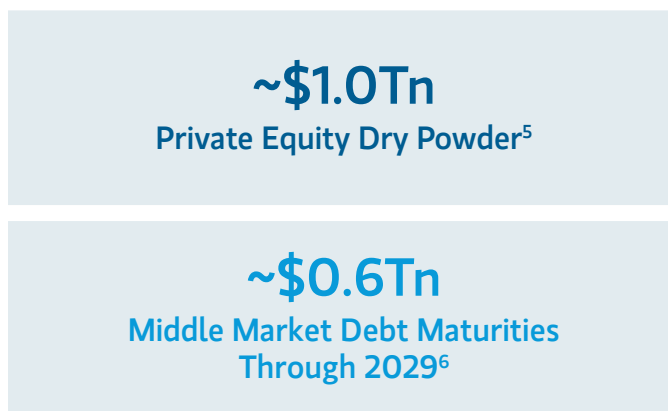 ~$1.0Tn
Private Equity Dry Powder⁵
~$0.6Tn
Middle Market Debt Maturities
Through 2029⁶